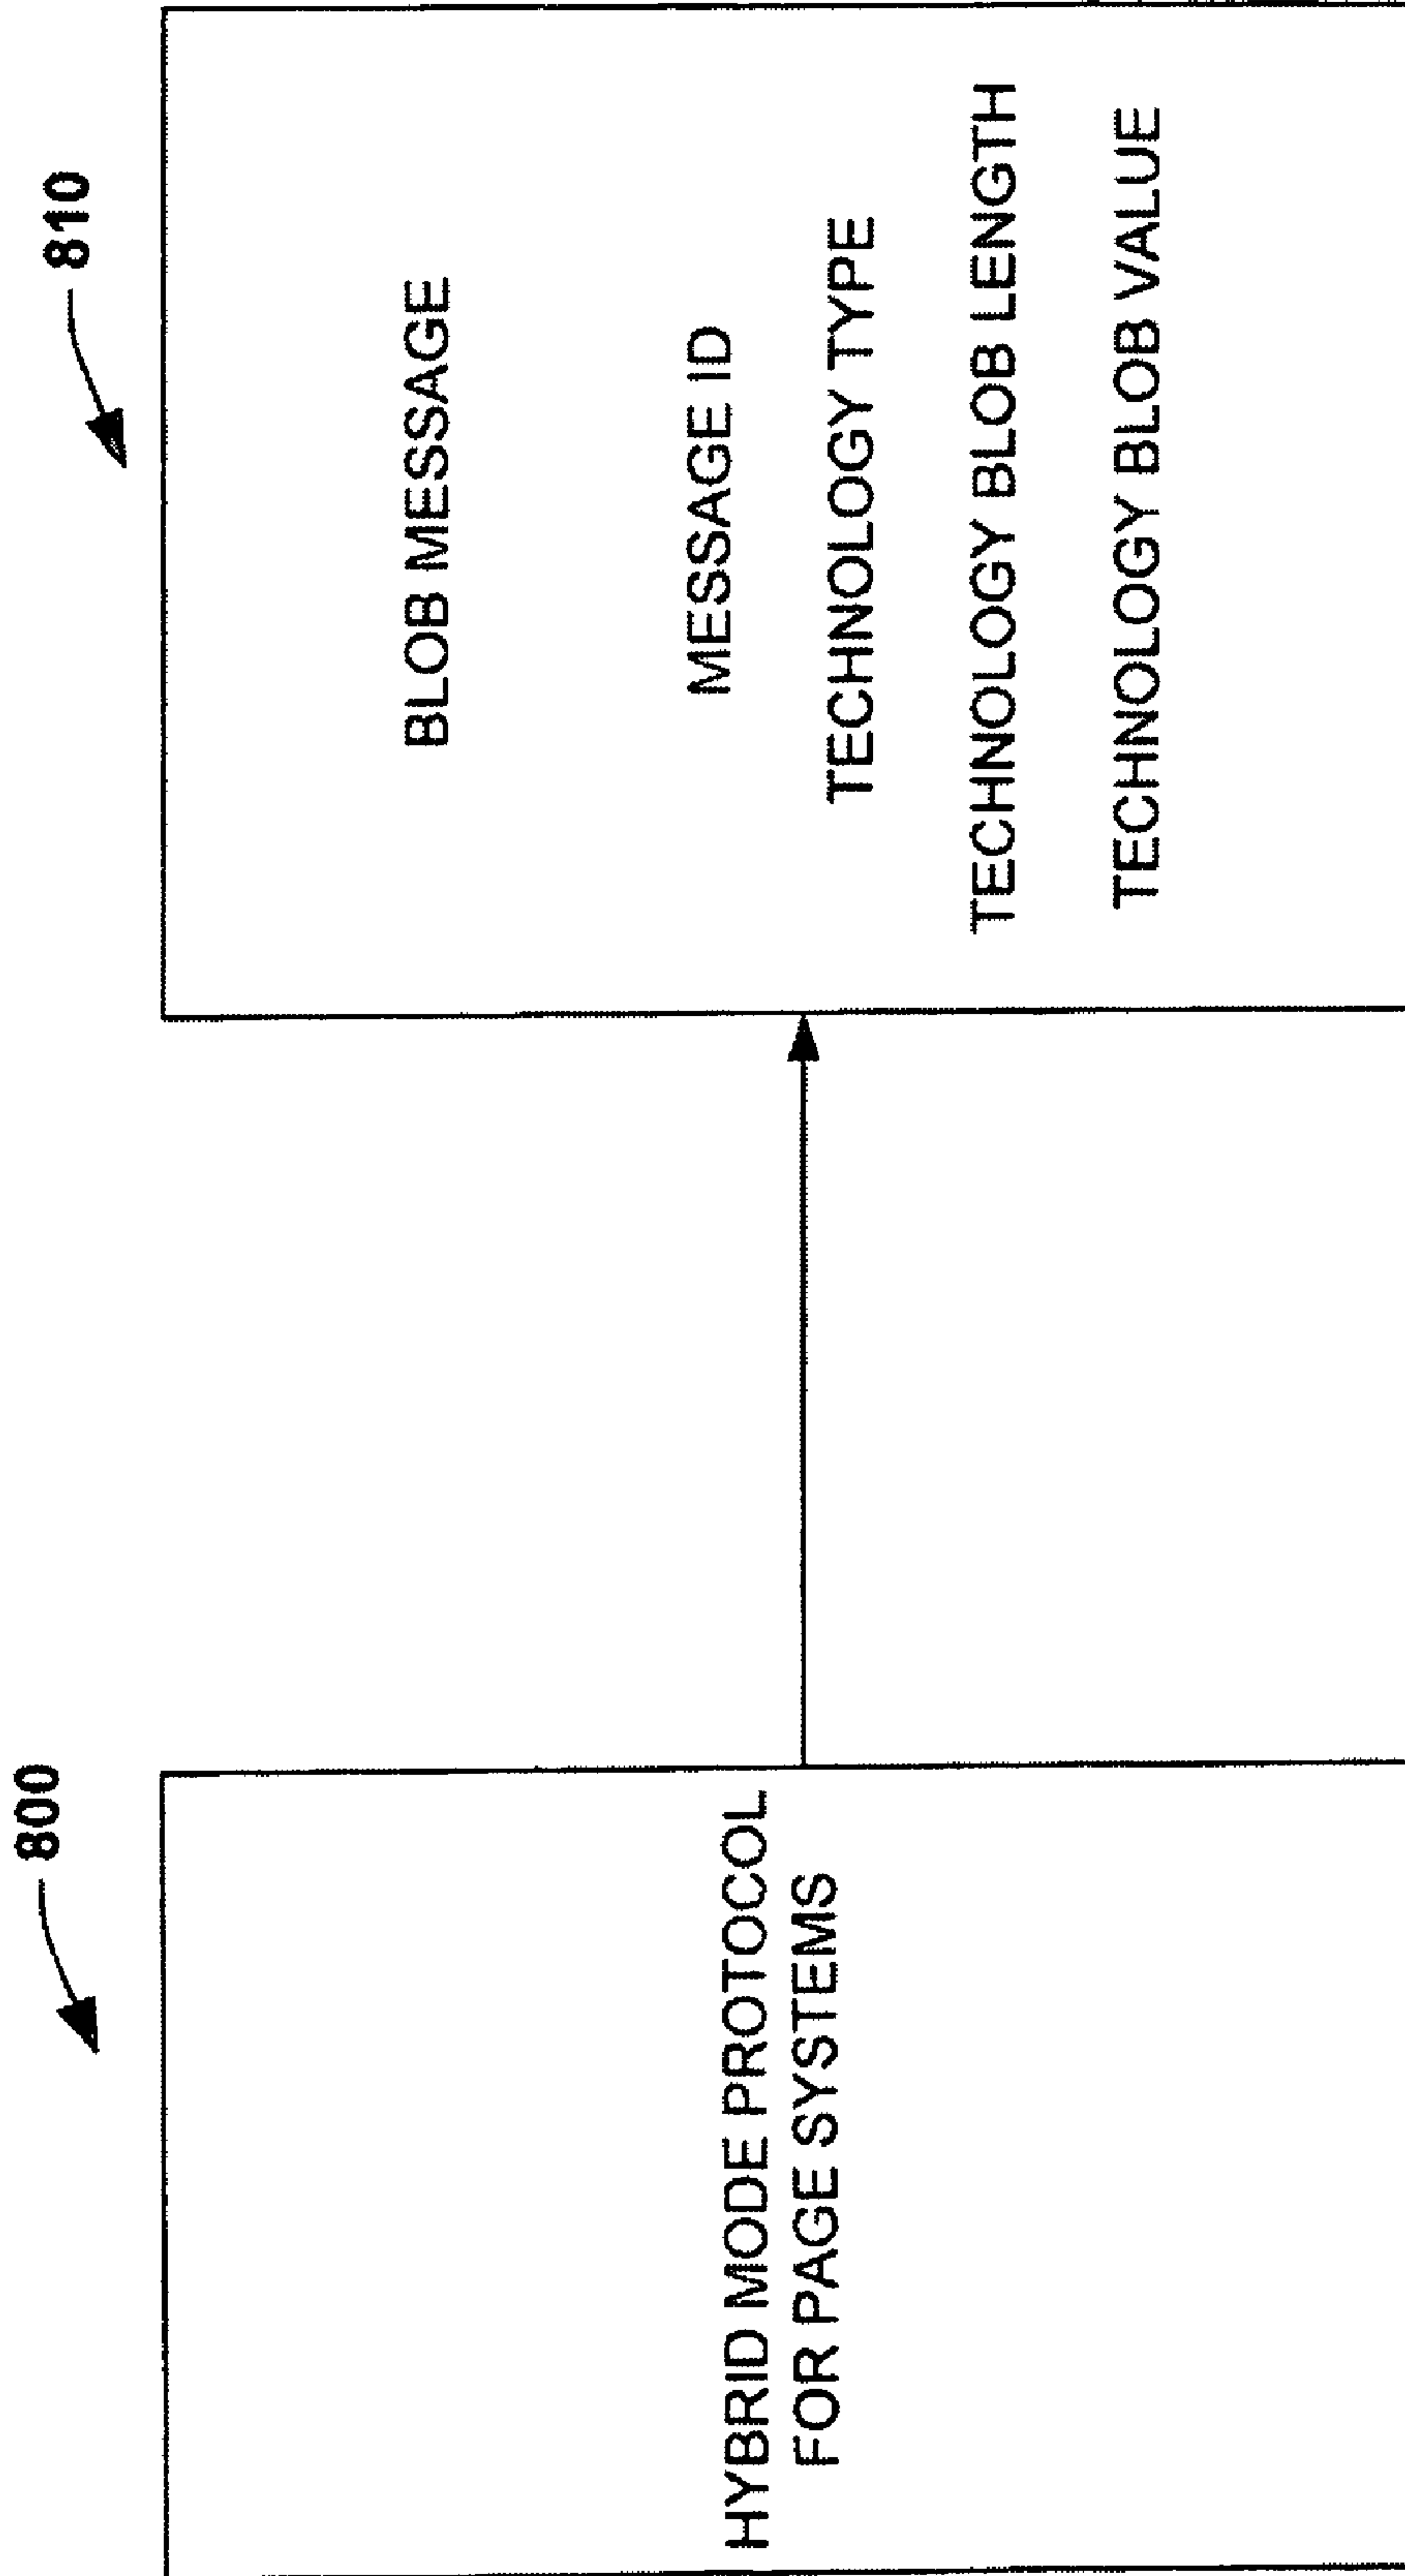 800
HYBRID MODE PROTOCOL
FOR PAGE SYSTEMS
810
BLOB MESSAGE
MESSAGE ID
TECHNOLOGY TYPE
TECHNOLOGY BLOB LENGTH
TECHNOLOGY BLOB VALUE